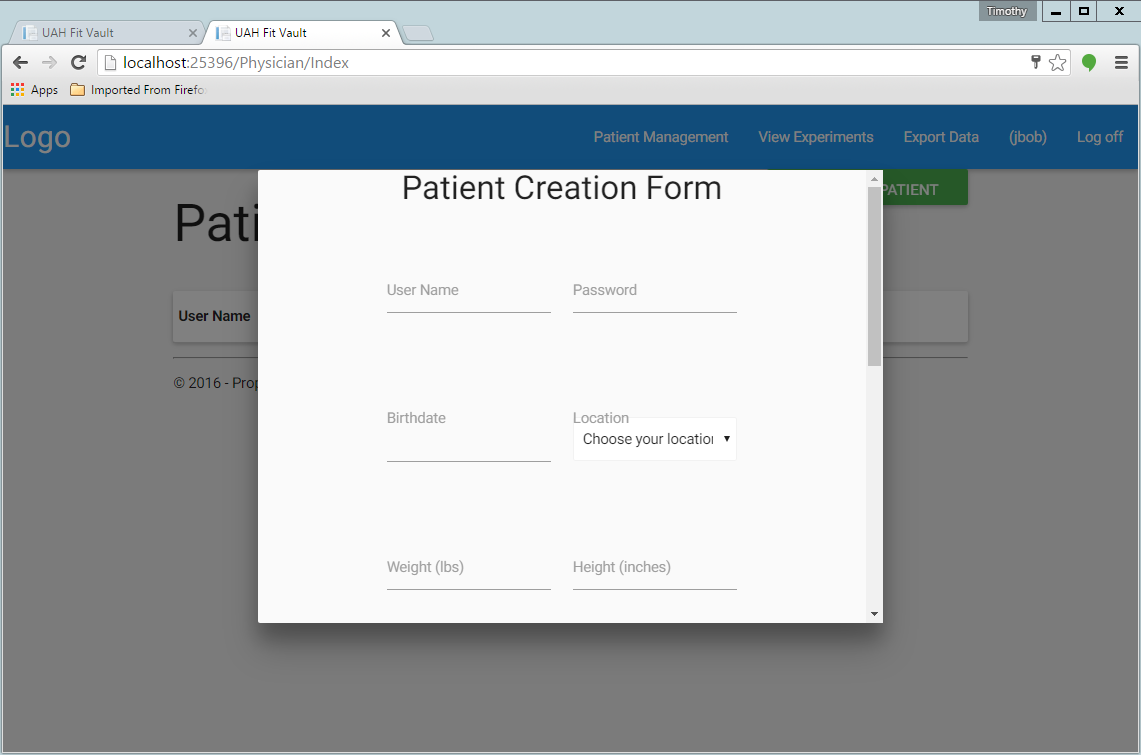 Timothy
UAH Fit Vault
UAH Fit Vault
localhost:25396/Physician/Index
Apps
Imported From Firefo
Logo
Patient Management
View Experiments
Export Data
(jbob)
Log off
Patient Creation Form
PATIENT
Pati
User Name
Password
User Name
© 2016 - Prop
Birthdate
Location
Choose your location
Weight (lbs)
Height (inches)